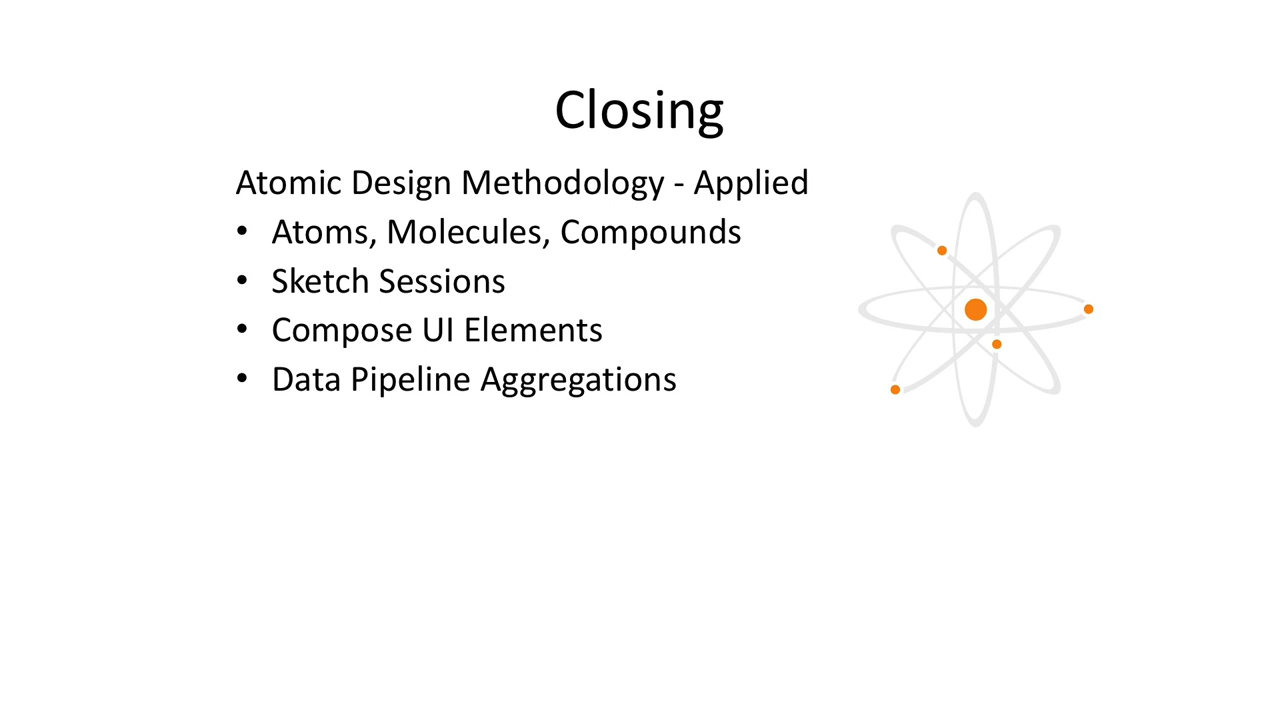 Closing
Atomic Design Methodology - Applied
• Atoms, Molecules, Compounds
• Sketch Sessions
• Compose UI Elements
• Data Pipeline Aggregations